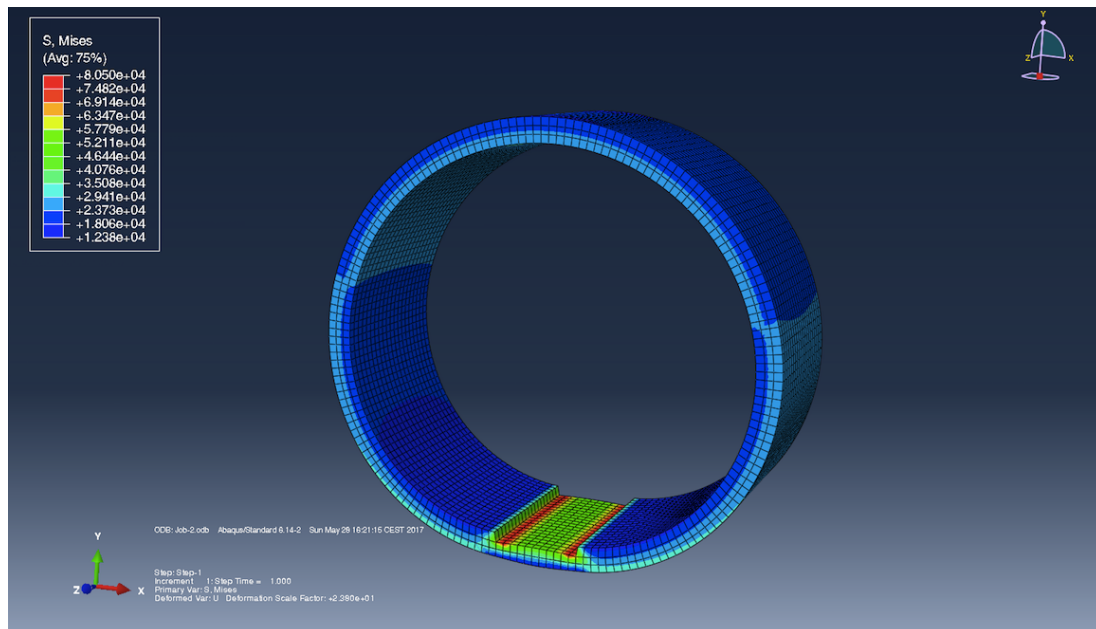 S, Mises
(Avg: 75%)
+8.050e+04
+7.482e+04
+6.914e+04
+6.347e+04
+5.779e+04
+5.211e+04
+4.644e+04
+4.076e+04
+3.508e+04
+2.941e+04
+2.373e+04
+1.806e+04
+1.238e+04
Y
Z
X
ODB: Job-2.odb Abaqus/Standard 6.14-2 Sun May 28 16:21:15 CEST 2017
Y
Z
X
Step: Step-1
Increment 1: Step Time = 1.000
Primary Var: S, Mises
Deformed Var: U Deformation Scale Factor: +2.380e+01